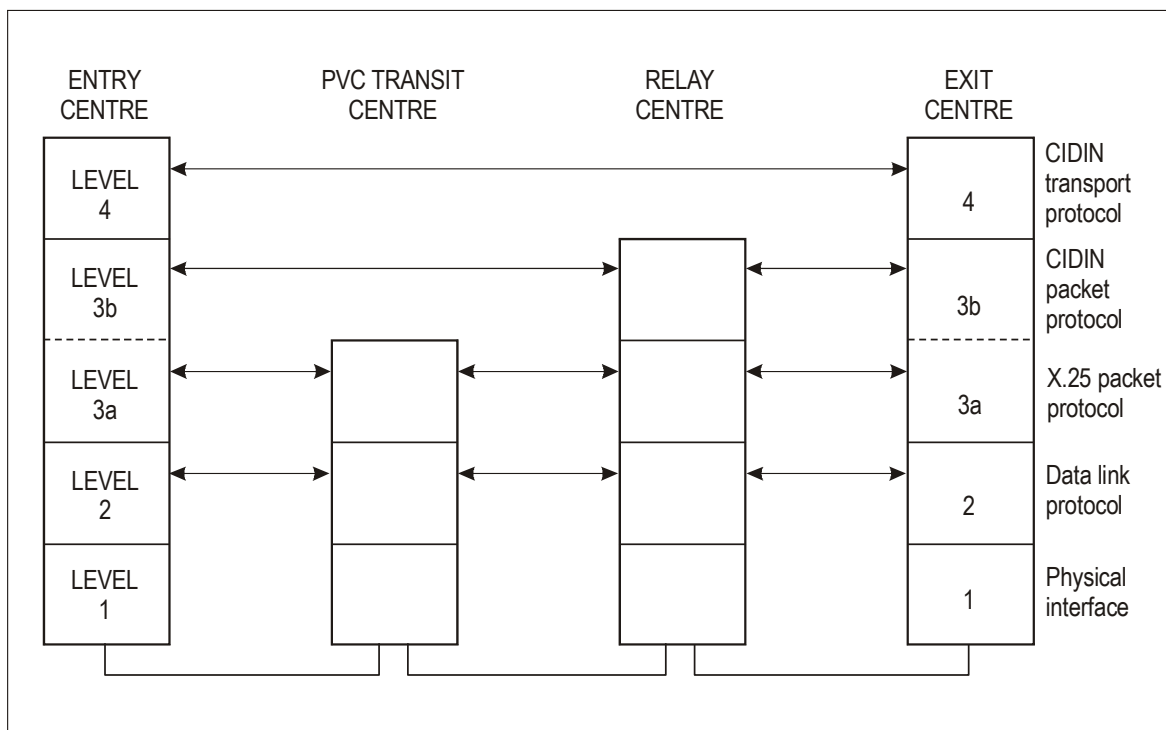 ENTRY
CENTRE
PVC TRANSIT
CENTRE
RELAY
CENTRE
EXIT
CENTRE
LEVEL
4
4
CIDIN
transport
protocol
LEVEL
3b
3b
CIDIN
packet
protocol
LEVEL
3a
3a
X.25 packet
protocol
LEVEL
2
2
Data link
protocol
LEVEL
1
1
Physical
interface